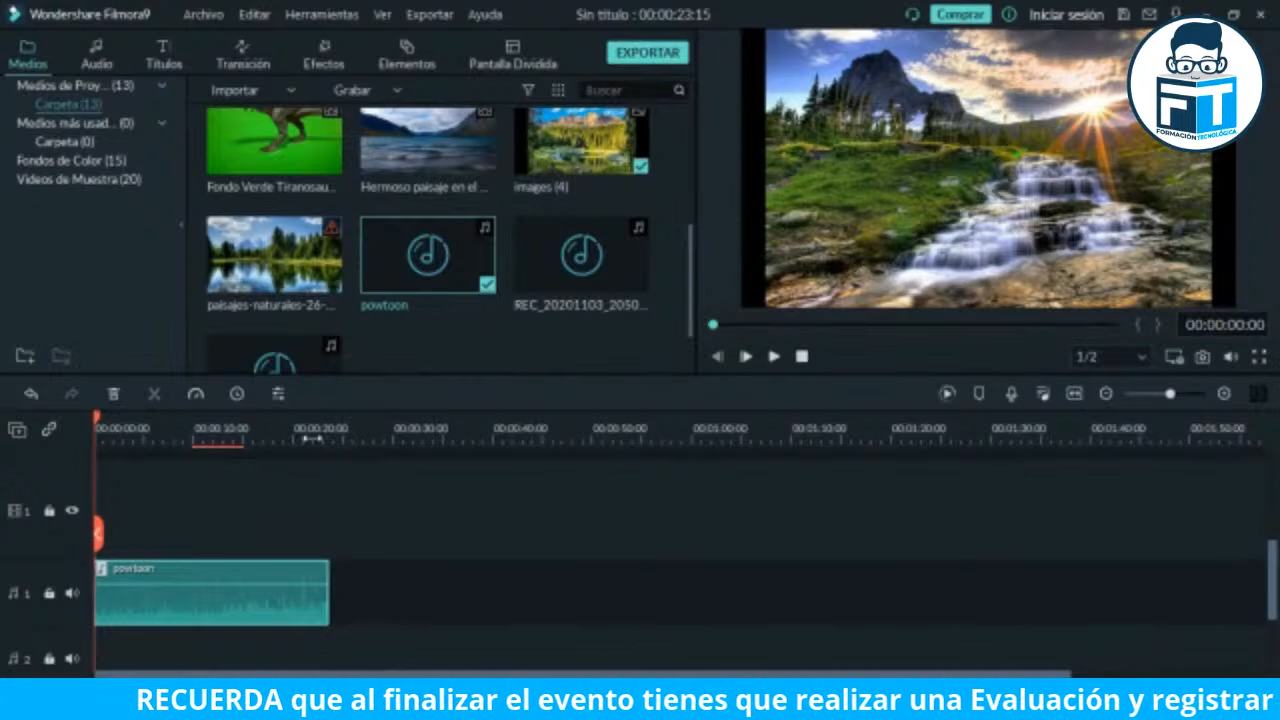 Wondershare Filmora9 Archivo Editar Herramientas Ver Exportar Ayuda Sin título : 00:00:23:15 Comprar Iniciar sesión
Medios Audio Títulos Transición Efectos Elementos Pantalla Dividida EXPORTAR
Medios de Proy... (13)
Carpeta (13)
Medios más usad... (0)
Carpeta (0)
Fondos de Color (15)
Videos de Muestra (20)
Importar Grabar Buscar
Fondo Verde Tiranosau... Hermoso paisaje en el ... images (4)
paisajes-naturales-26-... powtoon REC_20201103_2050...
FT
FORMACIÓN TECNOLÓGICA
00:00:00:00
1/2
00:00:00:00 00:00:10:00 00:00:20:00 00:00:30:00 00:00:40:00 00:00:50:00 00:01:00:00 00:01:10:00 00:01:20:00 00:01:30:00 00:01:40:00 00:01:50:00
1
powtoon
1
2
RECUERDA que al finalizar el evento tienes que realizar una Evaluación y registrar